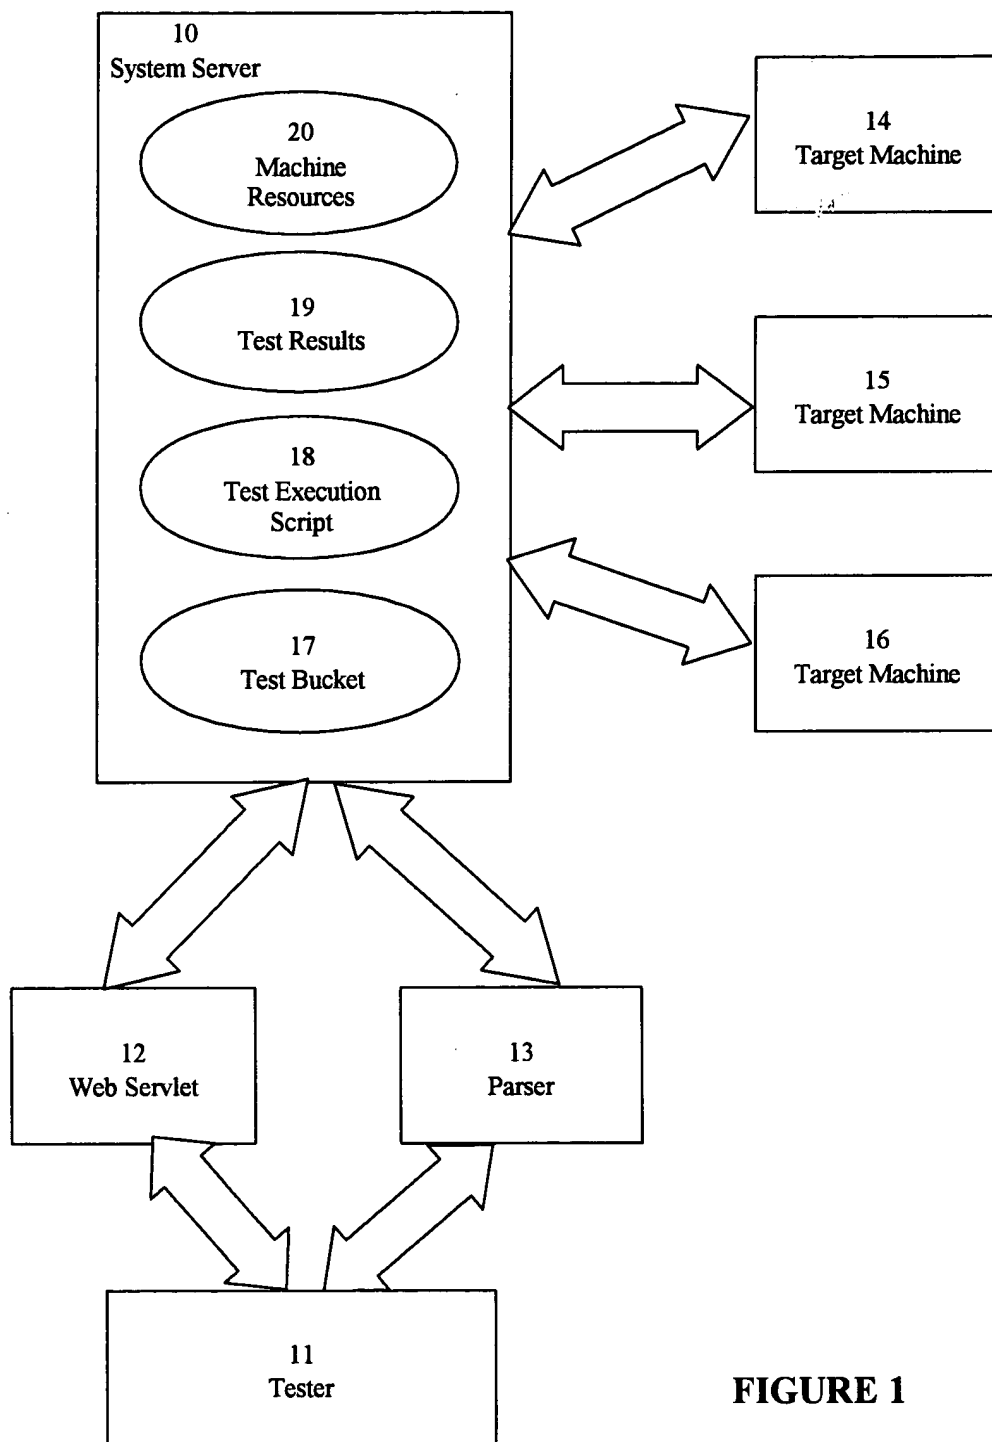 10
System Server
20
Machine
Resources
19
Test Results
18
Test Execution
Script
17
Test Bucket
14
Target Machine
15
Target Machine
16
Target Machine
12
Web Servlet
13
Parser
11
Tester
FIGURE 1